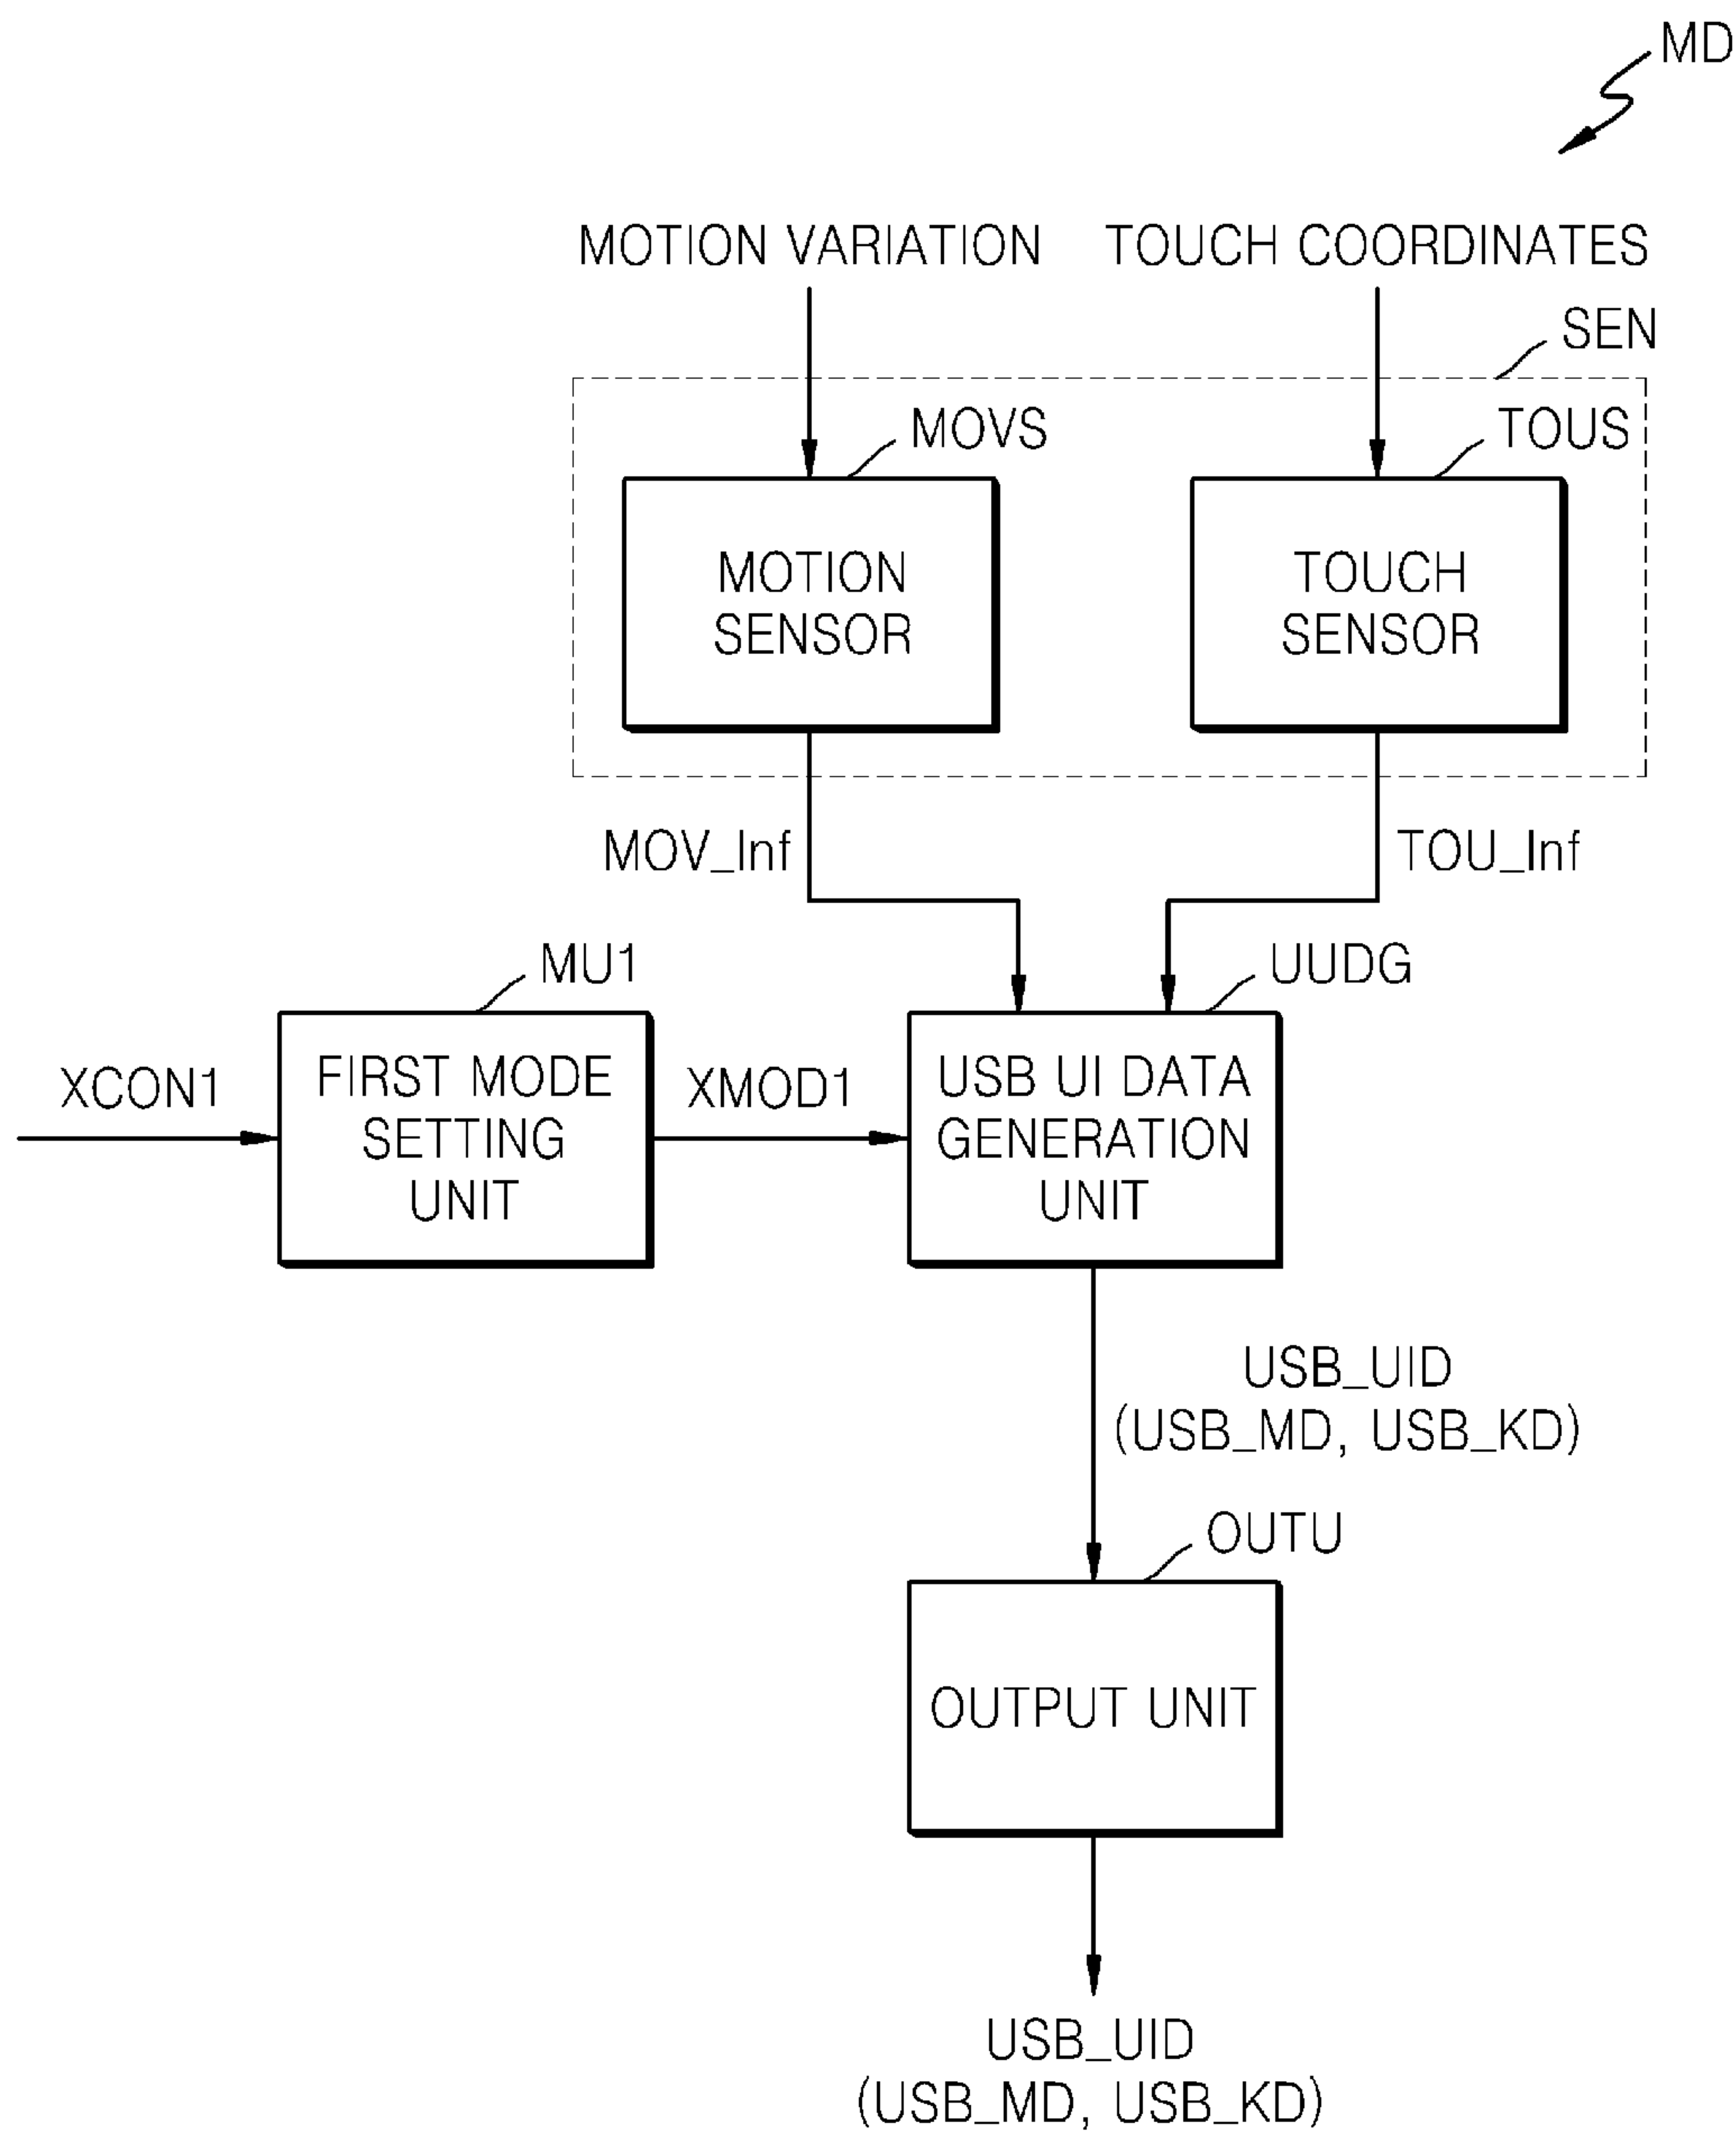 MD
MOTION VARIATION
TOUCH COORDINATES
SEN
MOVS
TOUS
MOTION
SENSOR
TOUCH
SENSOR
MOV_Inf
TOU_Inf
MU1
UUDG
XCON1
FIRST MODE
SETTING
UNIT
XMOD1
USB UI DATA
GENERATION
UNIT
USB_UID
(USB_MD, USB_KD)
OUTU
OUTPUT UNIT
USB_UID
(USB_MD, USB_KD)